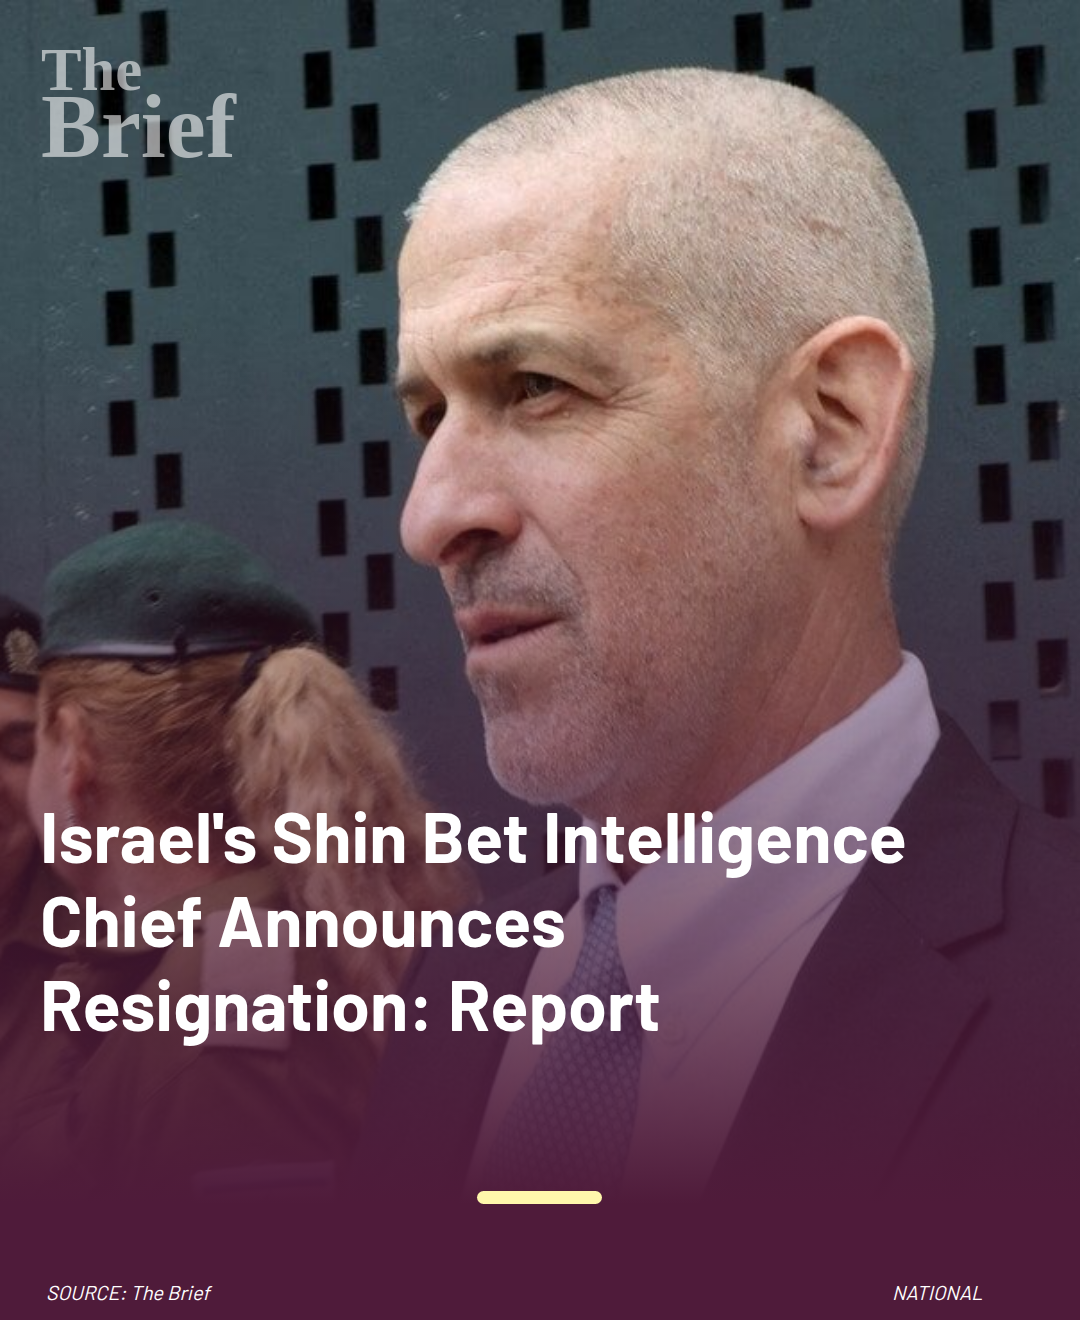 The
Brief
Israel's Shin Bet Intelligence
Chief Announces
Resignation: Report
SOURCE: The Brief
NATIONAL